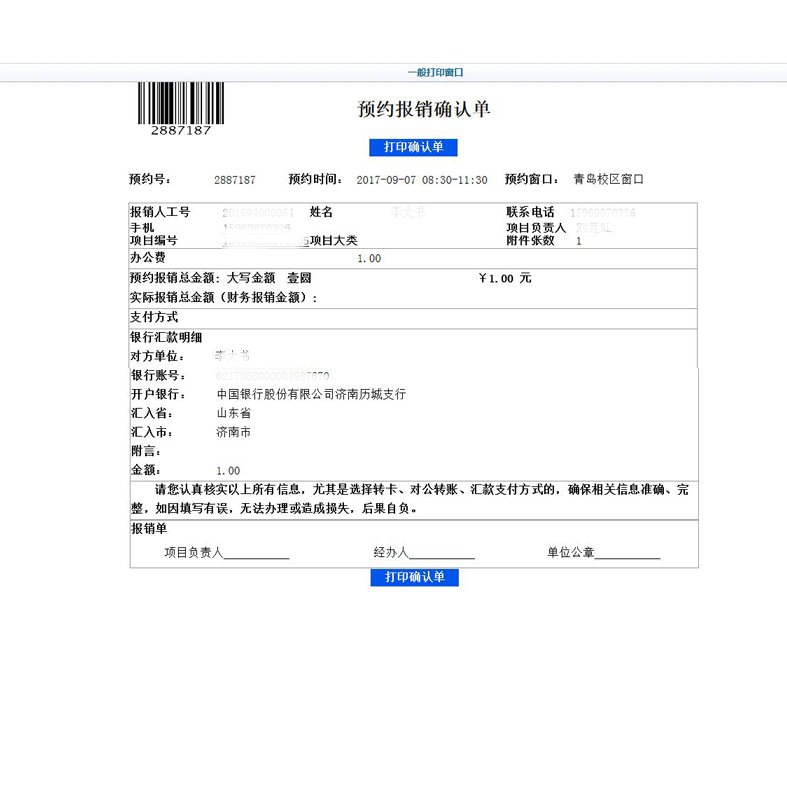 一般打印窗口
2887187
预约报销确认单
打印确认单
预约号： 2887187 预约时间： 2017-09-07 08:30-11:30 预约窗口： 青岛校区窗口
报销人工号 姓名 联系电话
手机 项目负责人
项目编号 项目大类 附件张数 1
办公费 1.00
预约报销总金额：大写金额 壹圆 ￥1.00 元
实际报销总金额（财务报销金额）:
支付方式
银行汇款明细
对方单位：
银行账号：
开户银行： 中国银行股份有限公司济南历城支行
汇入省： 山东省
汇入市： 济南市
附言：
金额： 1.00
请您认真核实以上所有信息，尤其是选择转卡、对公转账、汇款支付方式的，确保相关信息准确、完
整，如因填写有误，无法办理或造成损失，后果自负。
报销单
项目负责人__________ 经办人__________ 单位公章__________
打印确认单